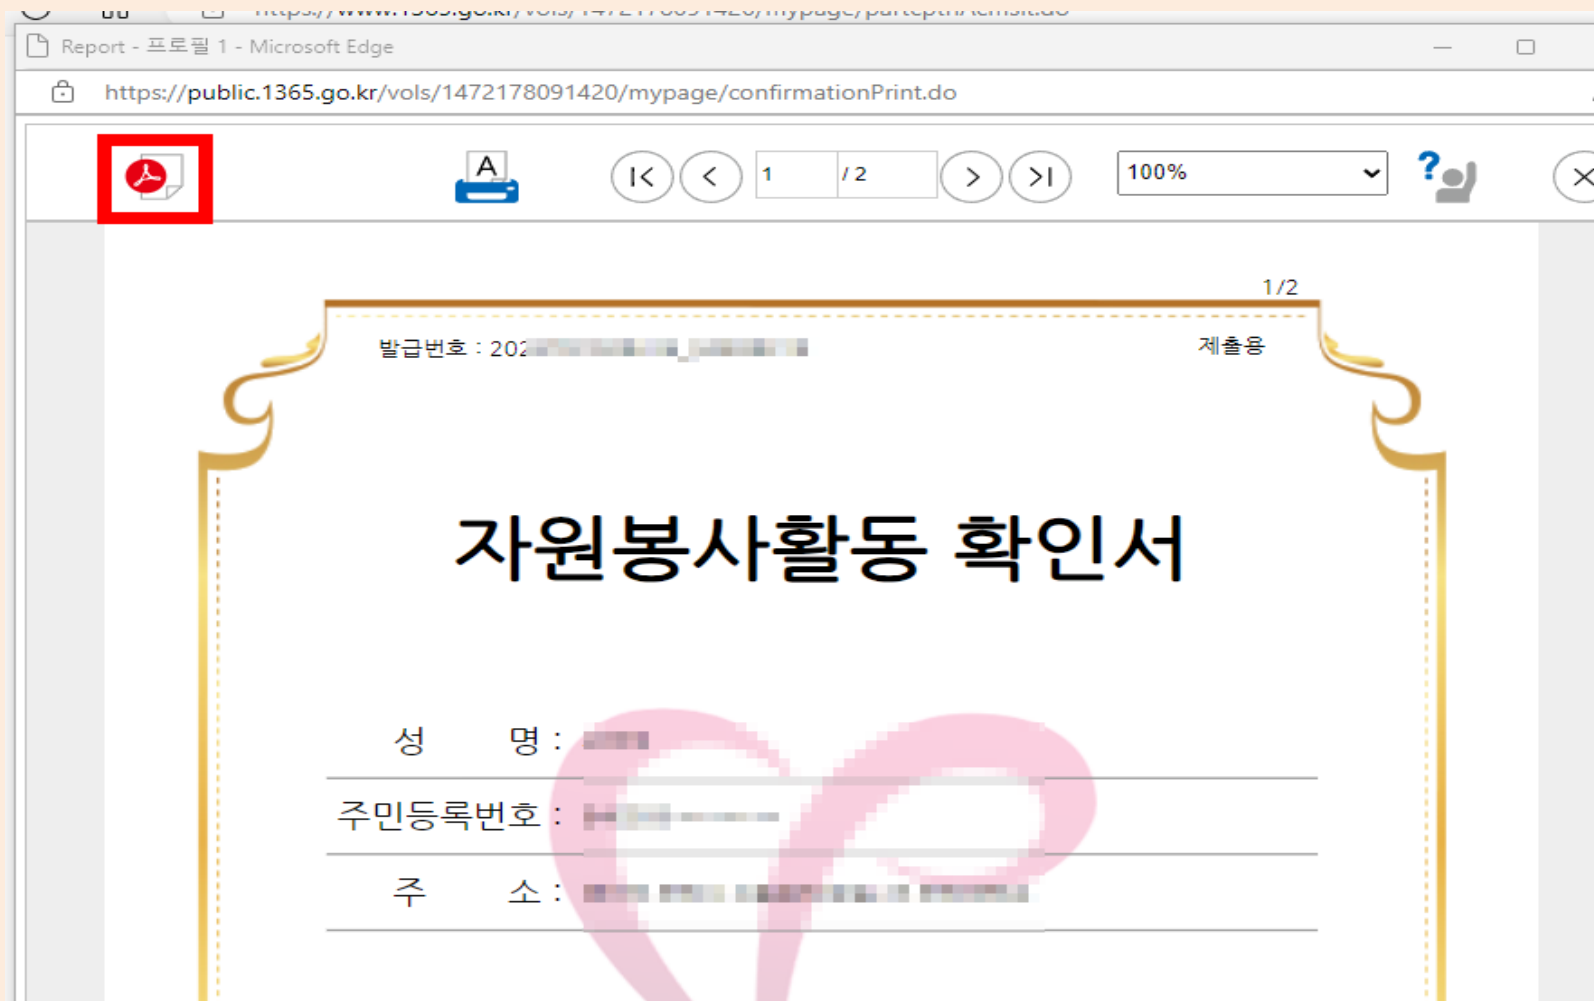 Report - 프로필 1 - Microsoft Edge
https://public.1365.go.kr/vols/1472178091420/mypage/confirmationPrint.do
A 1 / 2 100% ?
1/2
발급번호 : 202
제출용
자원봉사활동 확인서
성 명 :
주민등록번호 :
주 소 :